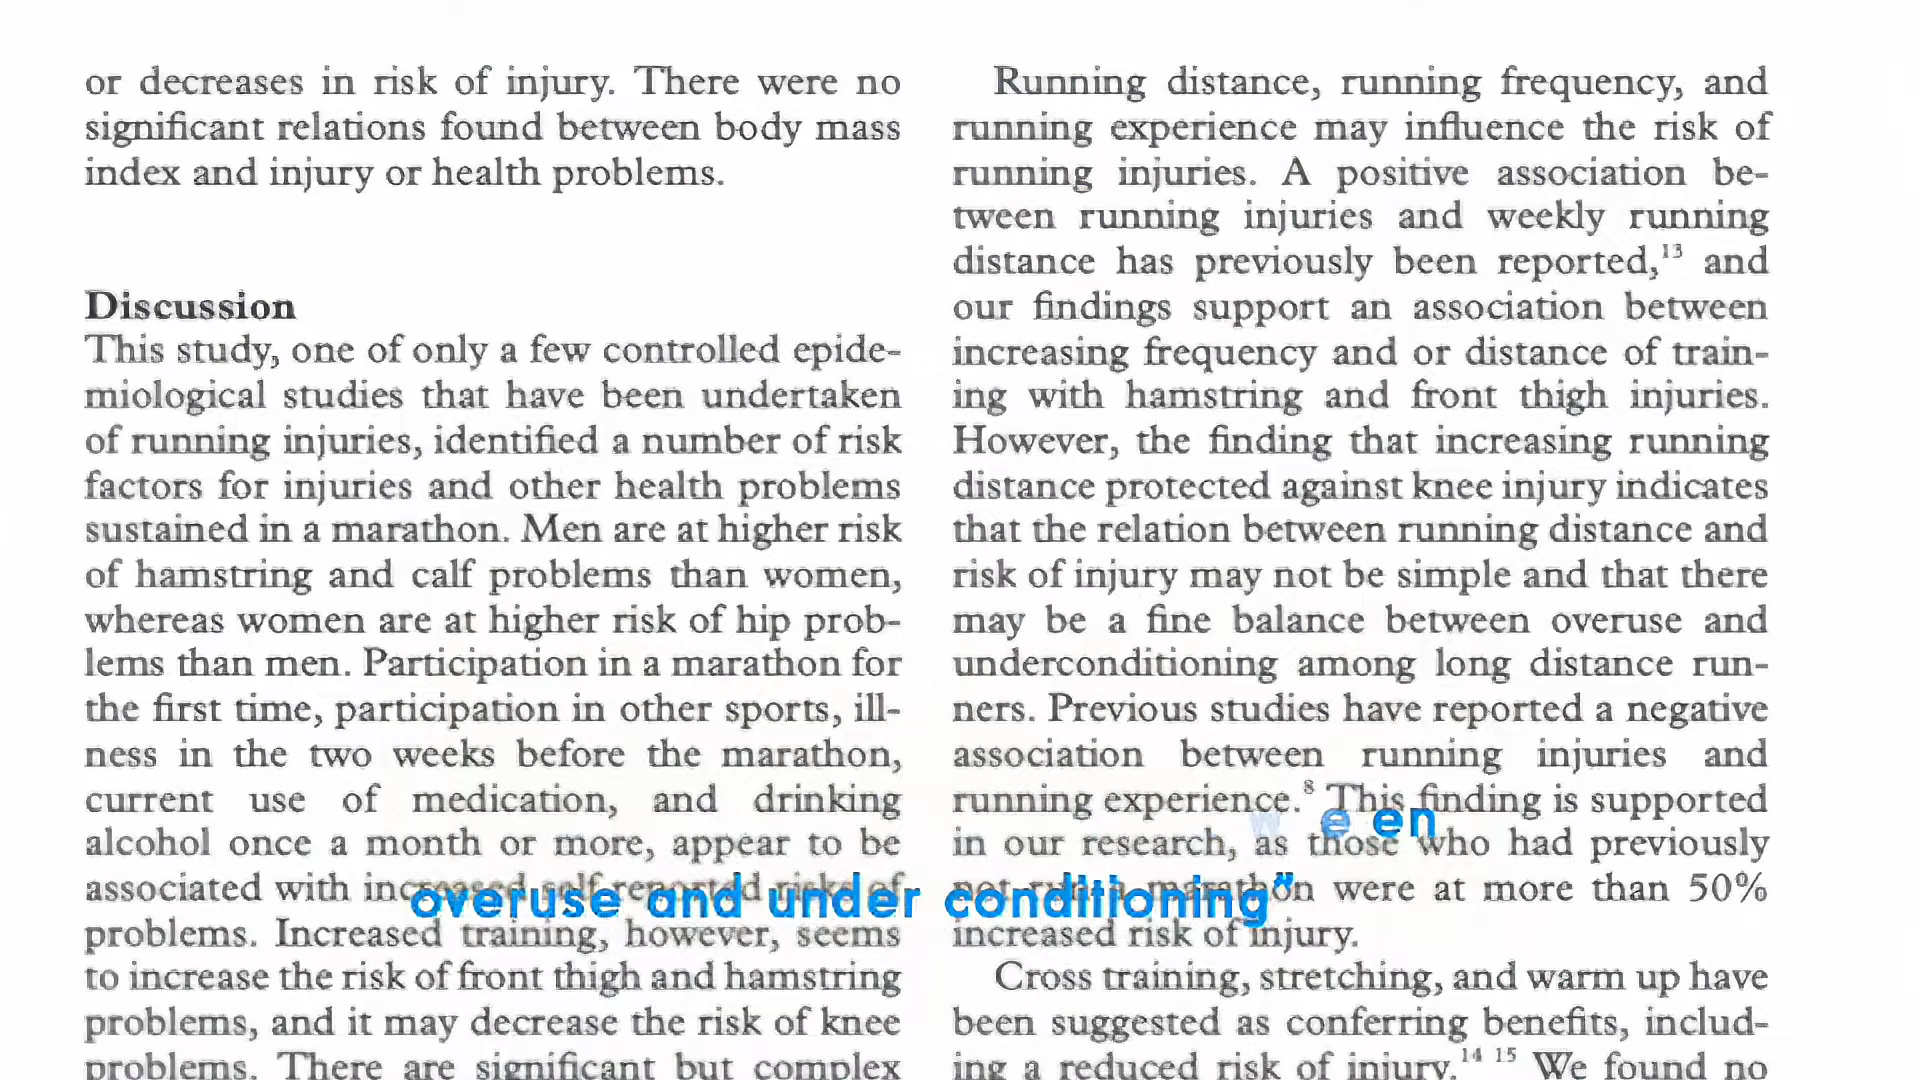 or decreases in risk of injury. There were no
significant relations found between body mass
index and injury or health problems.
Discussion
This study, one of only a few controlled epide-
miological studies that have been undertaken
of running injuries, identified a number of risk
factors for injuries and other health problems
sustained in a marathon. Men are at higher risk
of hamstring and calf problems than women,
whereas women are at higher risk of hip prob-
lems than men. Participation in a marathon for
the first time, participation in other sports, ill-
ness in the two weeks before the marathon,
current use of medication, and drinking
alcohol once a month or more, appear to be
associated with increased self-reported risks of
problems. Increased training, however, seems
to increase the risk of front thigh and hamstring
problems, and it may decrease the risk of knee
problems. There are significant but complex
Running distance, running frequency, and
running experience may influence the risk of
running injuries. A positive association be-
tween running injuries and weekly running
distance has previously been reported,13 and
our findings support an association between
increasing frequency and or distance of train-
ing with hamstring and front thigh injuries.
However, the finding that increasing running
distance protected against knee injury indicates
that the relation between running distance and
risk of injury may not be simple and that there
may be a fine balance between overuse and
underconditioning among long distance run-
ners. Previous studies have reported a negative
association between running injuries and
running experience.8 This finding is supported
in our research, as those who had previously
not run a marathon were at more than 50%
increased risk of injury.
Cross training, stretching, and warm up have
been suggested as conferring benefits, includ-
ing a reduced risk of injury.14 15 We found no
w e en
overuse and under conditioning”